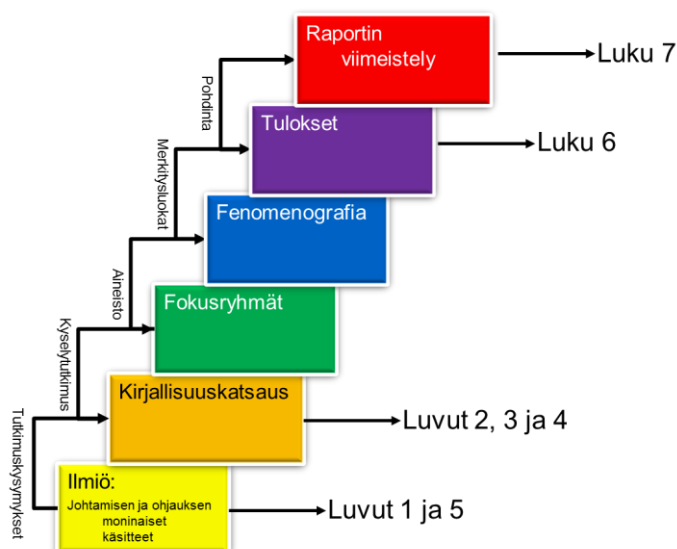 Raportin
viimeistely
Luku 7
Pohdinta
Tulokset
Luku 6
Merkitysluokat
Fenomenografia
Aineisto
Fokusryhmät
Kyselytutkimus
Kirjallisuuskatsaus
Luvut 2, 3 ja 4
Tutkimuskysymykset
Ilmiö:
Johtamisen ja ohjauksen
moninaiset
käsitteet
Luvut 1 ja 5